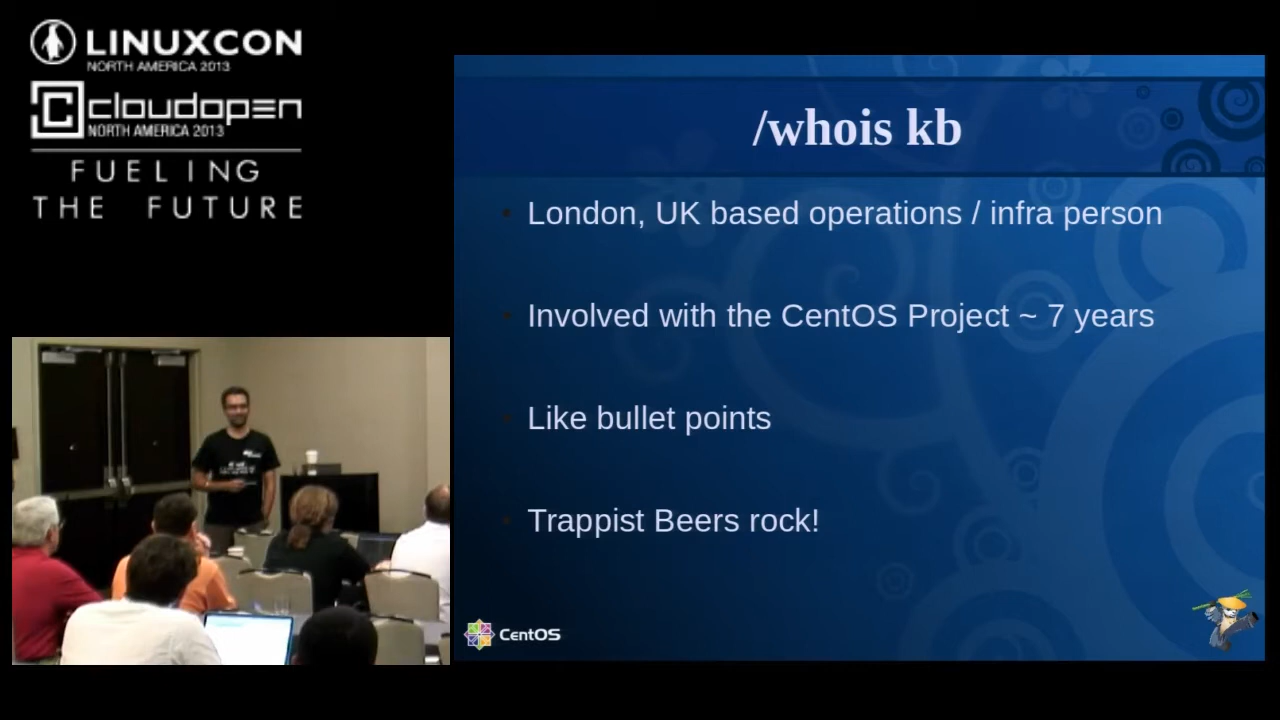 LINUXCON
NORTH AMERICA 2013
cloudopen
NORTH AMERICA 2013
FUELING
THE FUTURE
/whois kb
London, UK based operations / infra person
Involved with the CentOS Project ~ 7 years
Like bullet points
Trappist Beers rock!
CentOS